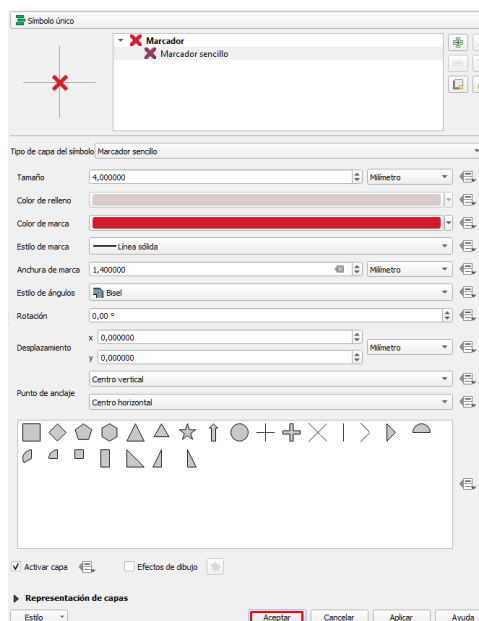 Símbolo único
Marcador
Marcador sencillo
Tipo de capa del símbolo Marcador sencillo
Tamaño 4,000000 Milímetro
Color de relleno
Color de marca
Estilo de marca Línea sólida
Anchura de marca 1,400000 Milímetro
Estilo de ángulos Bisel
Rotación 0,00 °
x 0,000000
Desplazamiento Milímetro
y 0,000000
Centro vertical
Punto de anclaje
Centro horizontal
Activar capa Efectos de dibujo
Representación de capas
Estilo Aceptar Cancelar Aplicar Ayuda